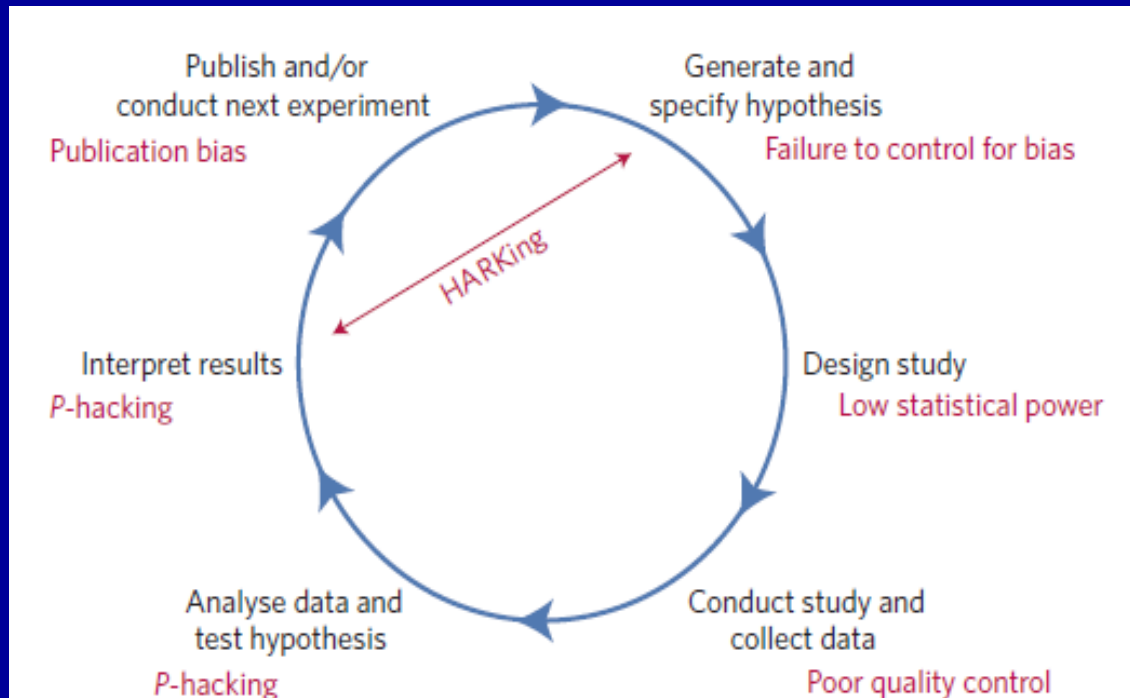 Publish and/or
conduct next experiment
Publication bias
Generate and
specify hypothesis
Failure to control for bias
HARKing
Interpret results
P-hacking
Design study
Low statistical power
Analyse data and
test hypothesis
P-hacking
Conduct study and
collect data
Poor quality control